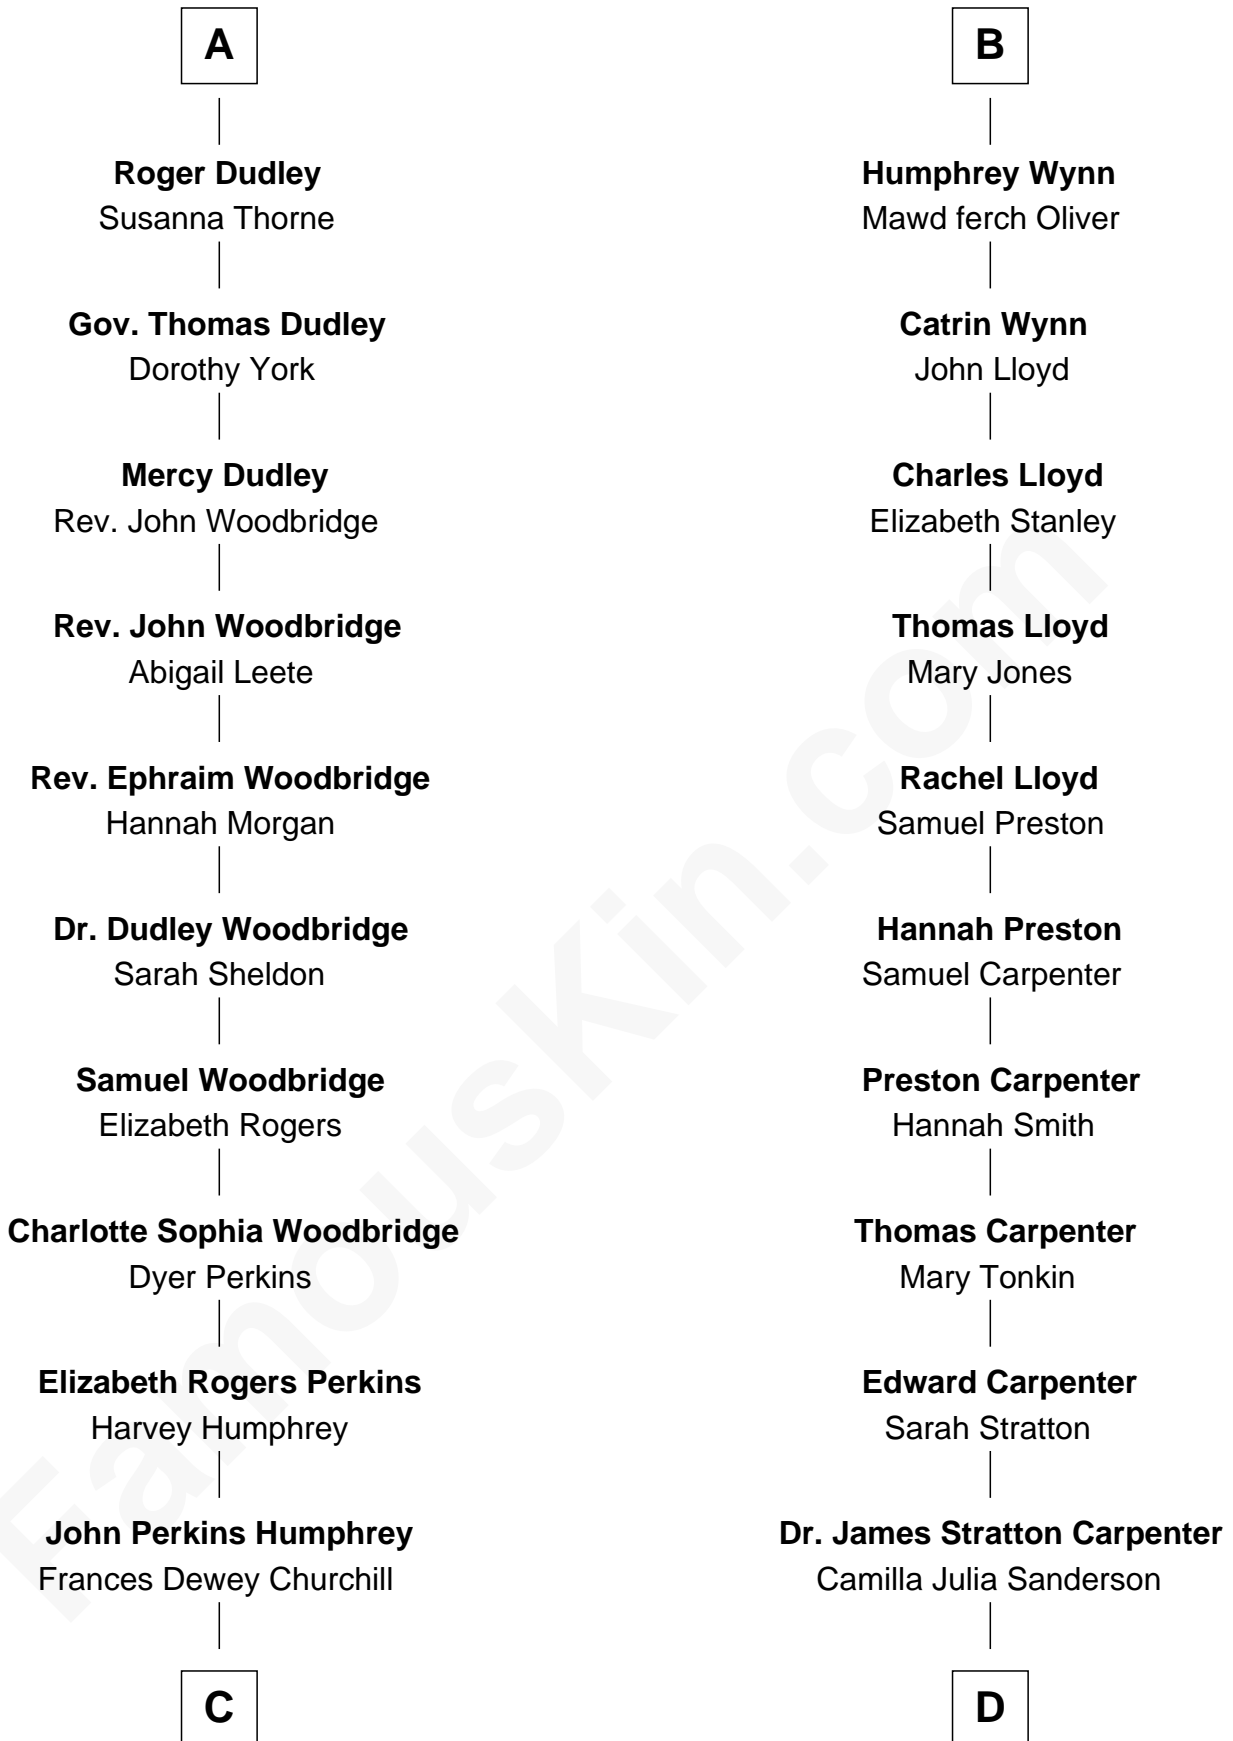 A
Roger Dudley
Susanna Thorne
Gov. Thomas Dudley
Dorothy York
Mercy Dudley
Rev. John Woodbridge
Rev. John Woodbridge
Abigail Leete
Rev. Ephraim Woodbridge
Hannah Morgan
Dr. Dudley Woodbridge
Sarah Sheldon
Samuel Woodbridge
Elizabeth Rogers
Charlotte Sophia Woodbridge
Dyer Perkins
Elizabeth Rogers Perkins
Harvey Humphrey
John Perkins Humphrey
Frances Dewey Churchill
C
B
Humphrey Wynn
Mawd ferch Oliver
Catrin Wynn
John Lloyd
Charles Lloyd
Elizabeth Stanley
Thomas Lloyd
Mary Jones
Rachel Lloyd
Samuel Preston
Hannah Preston
Samuel Carpenter
Preston Carpenter
Hannah Smith
Thomas Carpenter
Mary Tonkin
Edward Carpenter
Sarah Stratton
Dr. James Stratton Carpenter
Camilla Julia Sanderson
D
FamousKin.com